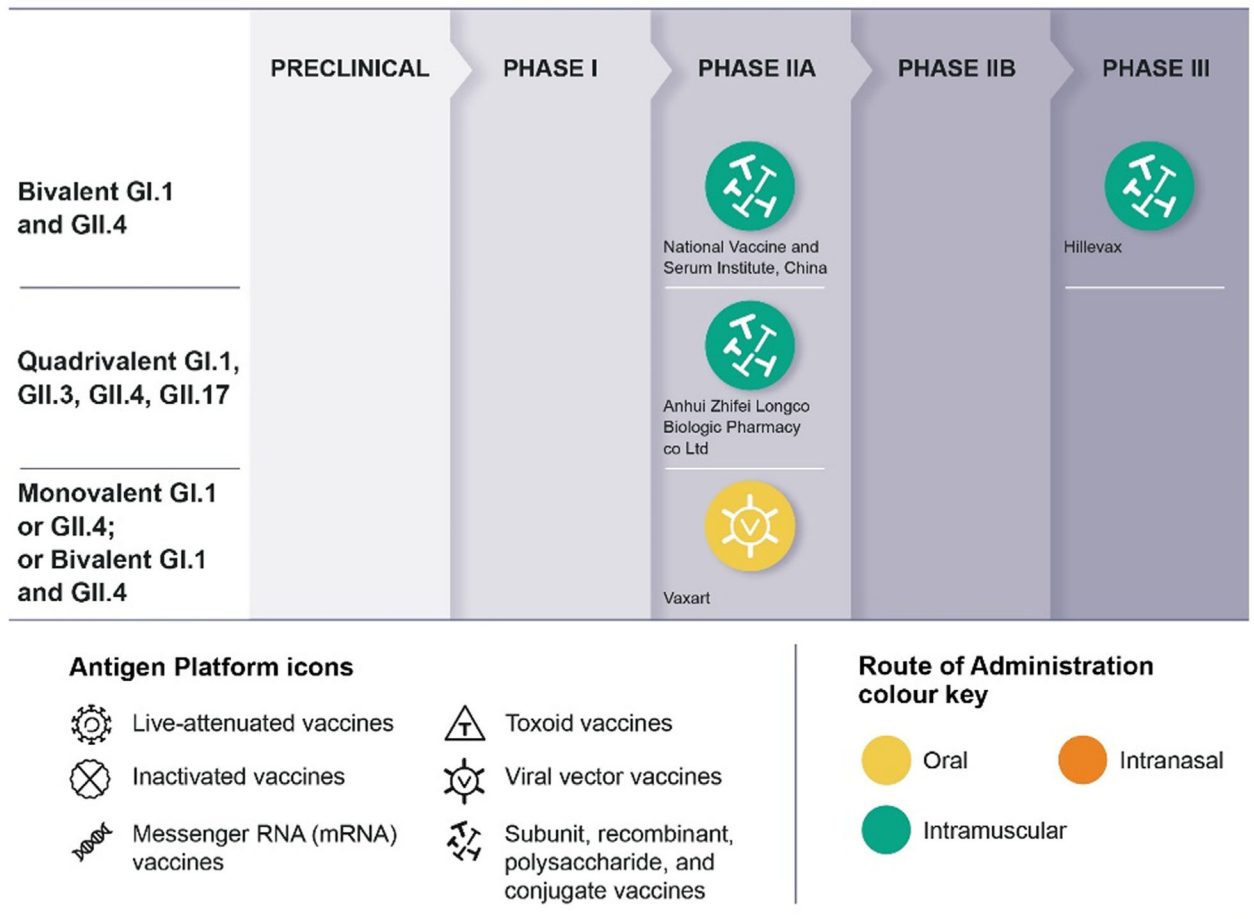 PRECLINICAL
PHASE I
PHASE IIA
PHASE IIB
PHASE III
Bivalent GI.1
and GII.4
National Vaccine and
Serum Institute, China
Hillevax
Quadrivalent GI.1,
GII.3, GII.4, GII.17
Anhui Zhifei Longco
Biologic Pharmacy
co Ltd
Monovalent GI.1
or GII.4;
or Bivalent GI.1
and GII.4
V
Vaxart
Antigen Platform icons
Live-attenuated vaccines
Inactivated vaccines
Messenger RNA (mRNA)
vaccines
T
Toxoid vaccines
V
Viral vector vaccines
Subunit, recombinant,
polysaccharide, and
conjugate vaccines
Route of Administration
colour key
Oral
Intranasal
Intramuscular